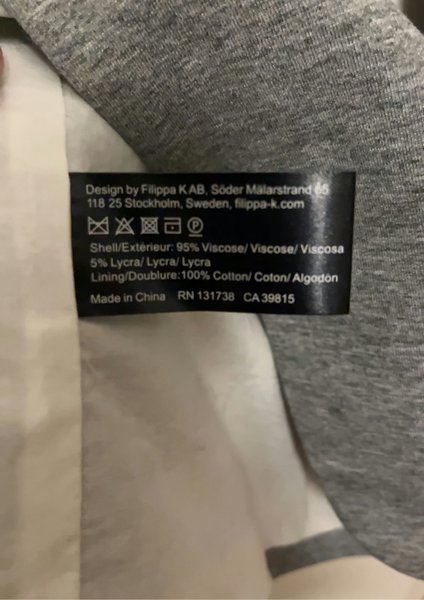 Design by Filippa K AB, Söder Mälarstrand 65
118 25 Stockholm, Sweden, filippa-k.com
P
Shell/Extérieur: 95% Viscose/ Viscose/ Viscosa
5% Lycra/ Lycra/ Lycra
Lining/Doublure:100% Cotton/ Coton/ Algodón
Made in China RN 131738 CA 39815